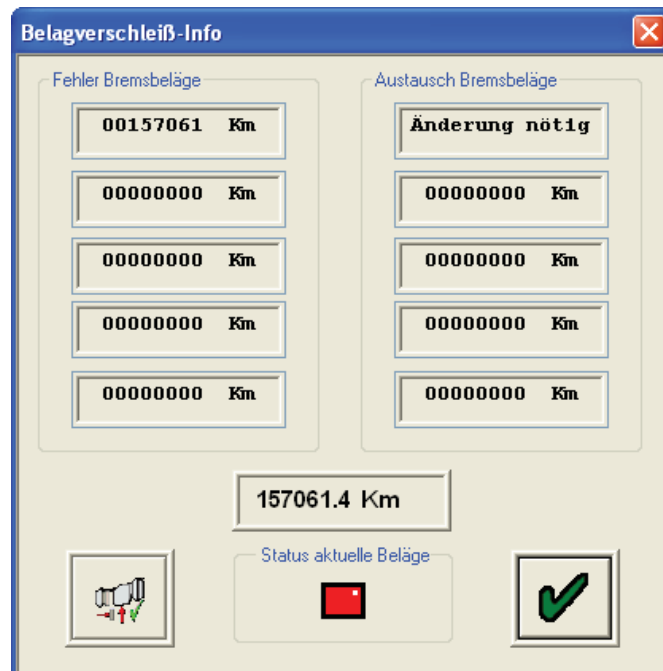 Belagverschleiß-Info
Fehler Bremsbeläge
00157061 Km
00000000 Km
00000000 Km
00000000 Km
00000000 Km
Austausch Bremsbeläge
Änderung nötig
00000000 Km
00000000 Km
00000000 Km
00000000 Km
157061.4 Km
Status aktuelle Beläge